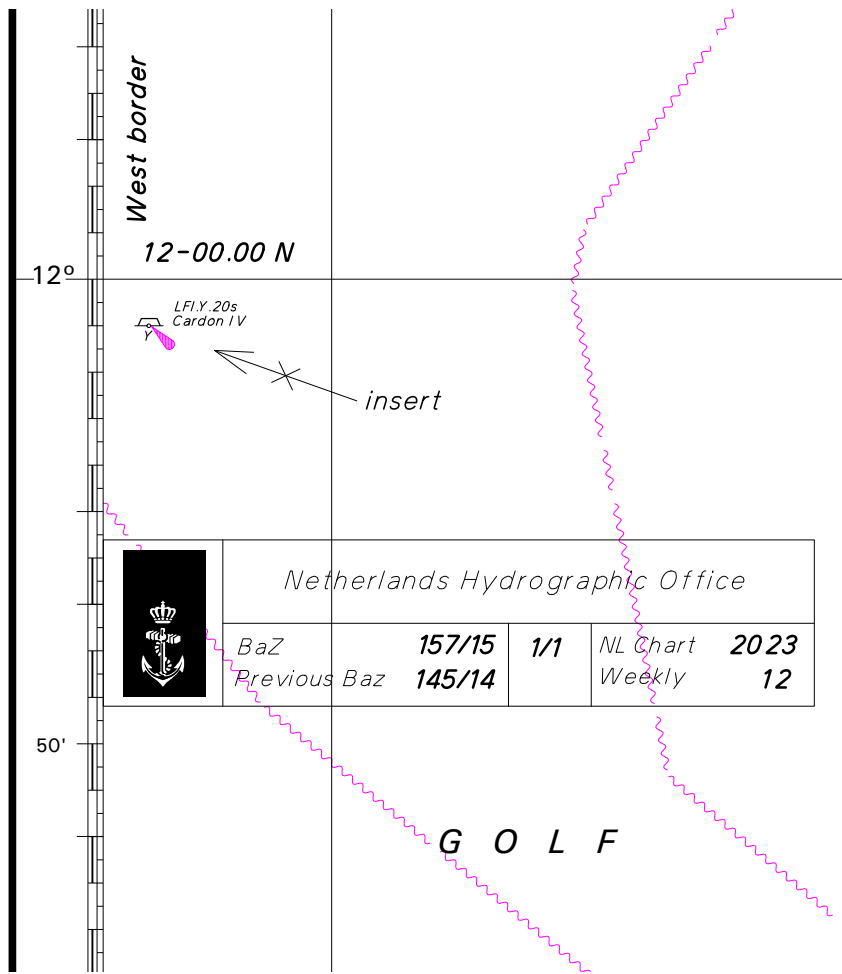 West border
12-00.00 N
12°
LFl.Y.20s
Cardon IV
Y
insert
Netherlands Hydrographic Office
BaZ 157/15 1/1 NL Chart 2023
Previous Baz 145/14 Weekly 12
50'
GOLF